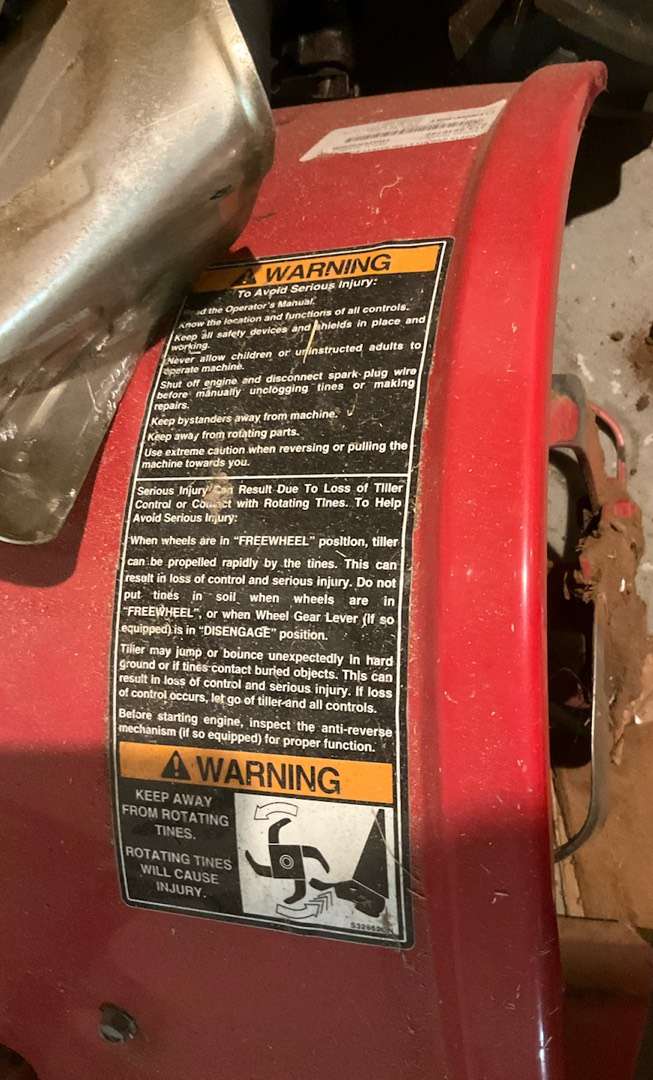 WARNING
To Avoid Serious Injury:
the Operator's Manual.
Know the location and functions of all controls.
Keep all safety devices and shields in place and
working.
Never allow children or uninstructed adults to
operate machine.
Shut off engine and disconnect spark plug wire
before manually unclogging tines or making
repairs.
Keep bystanders away from machine.
Keep away from rotating parts.
Use extreme caution when reversing or pulling the
machine towards you.
Serious Injury Can Result Due To Loss of Tiller
Control or Contact with Rotating Tines. To Help
Avoid Serious Injury:
When wheels are in "FREEWHEEL" position, tiller
can be propelled rapidly by the tines. This can
result in loss of control and serious injury. Do not
put tines in soil when wheels are in
"FREEWHEEL", or when Wheel Gear Lever (if so
equipped) is in "DISENGAGE" position.
Tiller may jump or bounce unexpectedly in hard
ground or if tines contact buried objects. This can
result in loss of control and serious injury. If loss
of control occurs, let go of tiller and all controls.
Before starting engine, inspect the anti-reverse
mechanism (if so equipped) for proper function.
WARNING
KEEP AWAY
FROM ROTATING
TINES.
ROTATING TINES
WILL CAUSE
INJURY.